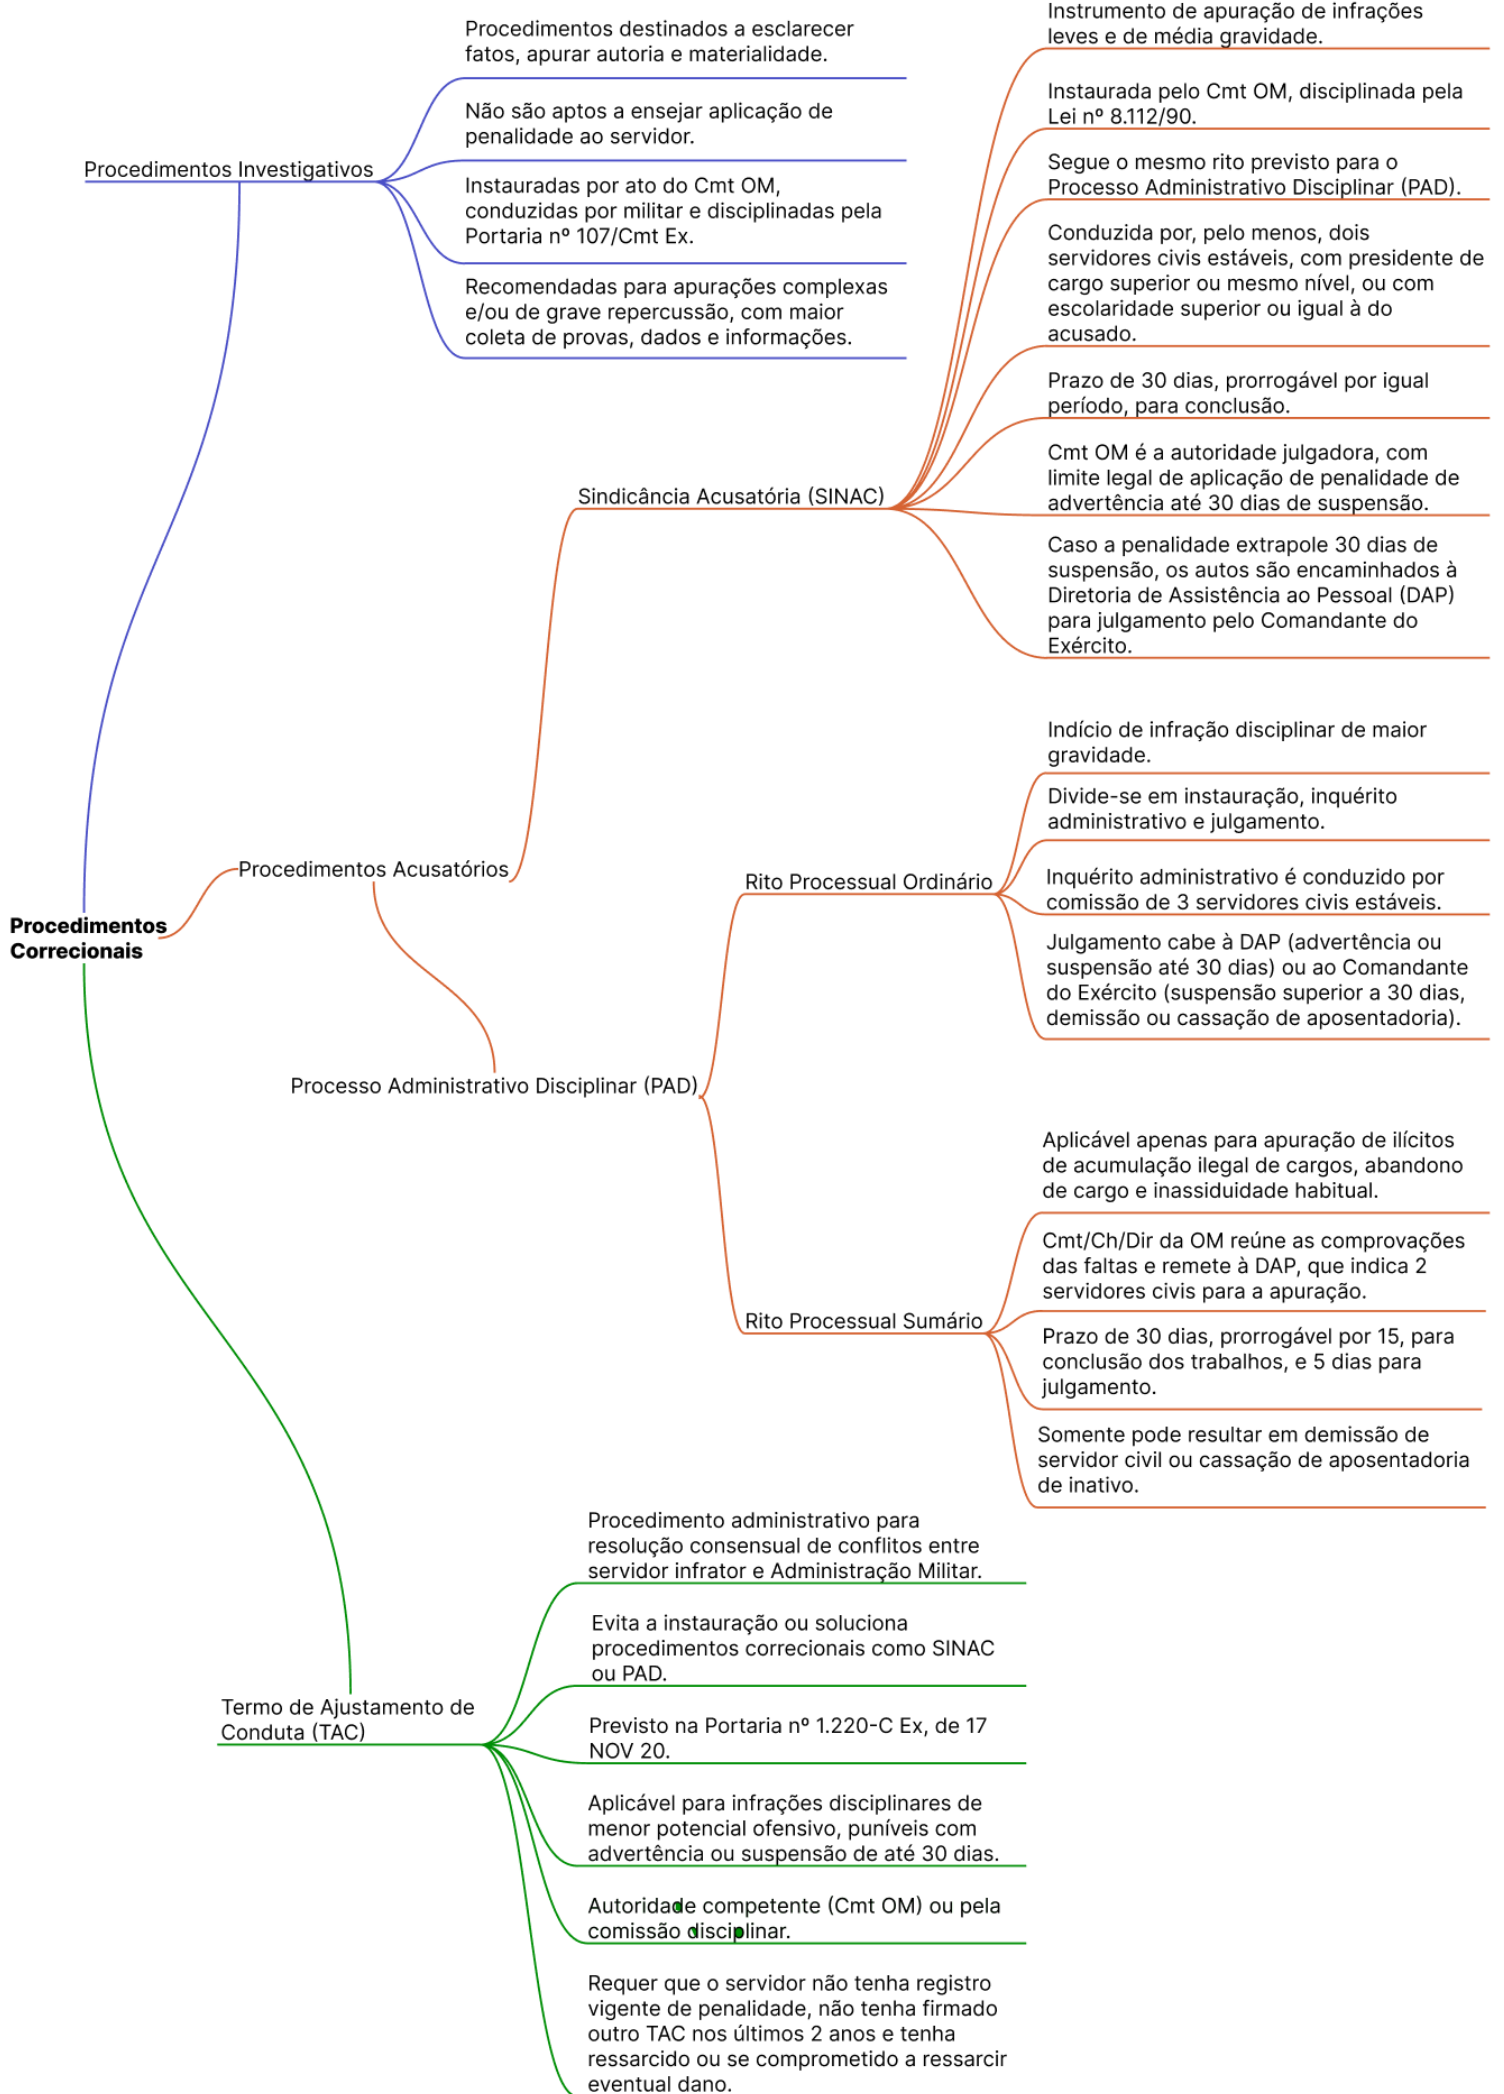 Procedimentos
Correcionais
Procedimentos Investigativos
Procedimentos destinados a esclarecer
fatos, apurar autoria e materialidade.
Não são aptos a ensejar aplicação de
penalidade ao servidor.
Instauradas por ato do Cmt OM,
conduzidas por militar e disciplinadas pela
Portaria nº 107/Cmt Ex.
Recomendadas para apurações complexas
e/ou de grave repercussão, com maior
coleta de provas, dados e informações.
Procedimentos Acusatórios
Sindicância Acusatória (SINAC)
Instrumento de apuração de infrações
leves e de média gravidade.
Instaurada pelo Cmt OM, disciplinada pela
Lei nº 8.112/90.
Segue o mesmo rito previsto para o
Processo Administrativo Disciplinar (PAD).
Conduzida por, pelo menos, dois
servidores civis estáveis, com presidente de
cargo superior ou mesmo nível, ou com
escolaridade superior ou igual à do
acusado.
Prazo de 30 dias, prorrogável por igual
período, para conclusão.
Cmt OM é a autoridade julgadora, com
limite legal de aplicação de penalidade de
advertência até 30 dias de suspensão.
Caso a penalidade extrapole 30 dias de
suspensão, os autos são encaminhados à
Diretoria de Assistência ao Pessoal (DAP)
para julgamento pelo Comandante do
Exército.
Processo Administrativo Disciplinar (PAD)
Rito Processual Ordinário
Indício de infração disciplinar de maior
gravidade.
Divide-se em instauração, inquérito
administrativo e julgamento.
Inquérito administrativo é conduzido por
comissão de 3 servidores civis estáveis.
Julgamento cabe à DAP (advertência ou
suspensão até 30 dias) ou ao Comandante
do Exército (suspensão superior a 30 dias,
demissão ou cassação de aposentadoria).
Rito Processual Sumário
Aplicável apenas para apuração de ilícitos
de acumulação ilegal de cargos, abandono
de cargo e inassiduidade habitual.
Cmt/Ch/Dir da OM reúne as comprovações
das faltas e remete à DAP, que indica 2
servidores civis para a apuração.
Prazo de 30 dias, prorrogável por 15, para
conclusão dos trabalhos, e 5 dias para
julgamento.
Somente pode resultar em demissão de
servidor civil ou cassação de aposentadoria
de inativo.
Termo de Ajustamento de
Conduta (TAC)
Procedimento administrativo para
resolução consensual de conflitos entre
servidor infrator e Administração Militar.
Evita a instauração ou soluciona
procedimentos correcionais como SINAC
ou PAD.
Previsto na Portaria nº 1.220-C Ex, de 17
NOV 20.
Aplicável para infrações disciplinares de
menor potencial ofensivo, puníveis com
advertência ou suspensão de até 30 dias.
Autoridade competente (Cmt OM) ou pela
comissão disciplinar.
Requer que o servidor não tenha registro
vigente de penalidade, não tenha firmado
outro TAC nos últimos 2 anos e tenha
ressarcido ou se comprometido a ressarcir
eventual dano.